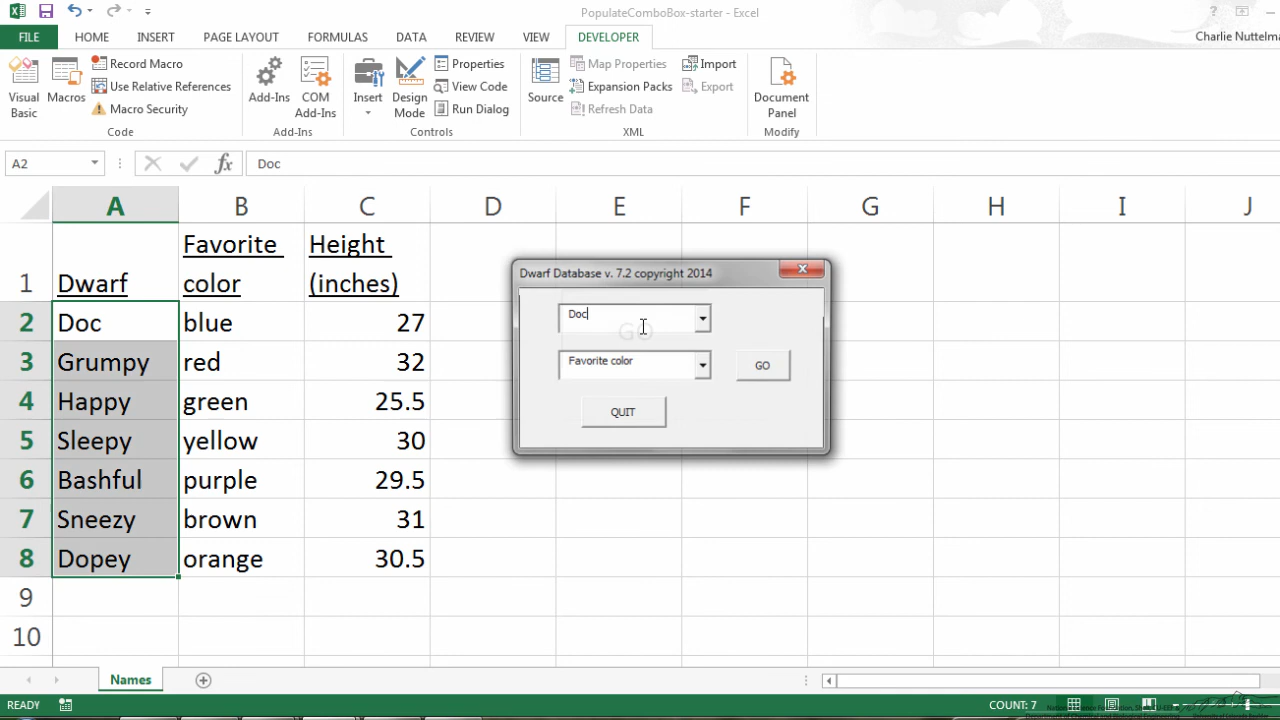 PopulateComboBox-starter - Excel
FILE HOME INSERT PAGE LAYOUT FORMULAS DATA REVIEW VIEW DEVELOPER Charlie Nuttelma
Visual Basic
Macros
Record Macro
Use Relative References
Macro Security
Code
Add-Ins
COM Add-Ins
Add-Ins
Insert
Design Mode
Properties
View Code
Run Dialog
Controls
Source
Map Properties
Expansion Packs
Refresh Data
Import
Export
XML
Document Panel
Modify
A2 fx Doc
A B C D E F G H I J
1 Dwarf Favorite color Height (inches)
2 Doc blue 27
3 Grumpy red 32
4 Happy green 25.5
5 Sleepy yellow 30
6 Bashful purple 29.5
7 Sneezy brown 31
8 Dopey orange 30.5
9
10
Dwarf Database v. 7.2 copyright 2014
Doc
GO
Favorite color
GO
QUIT
Names
READY COUNT: 7